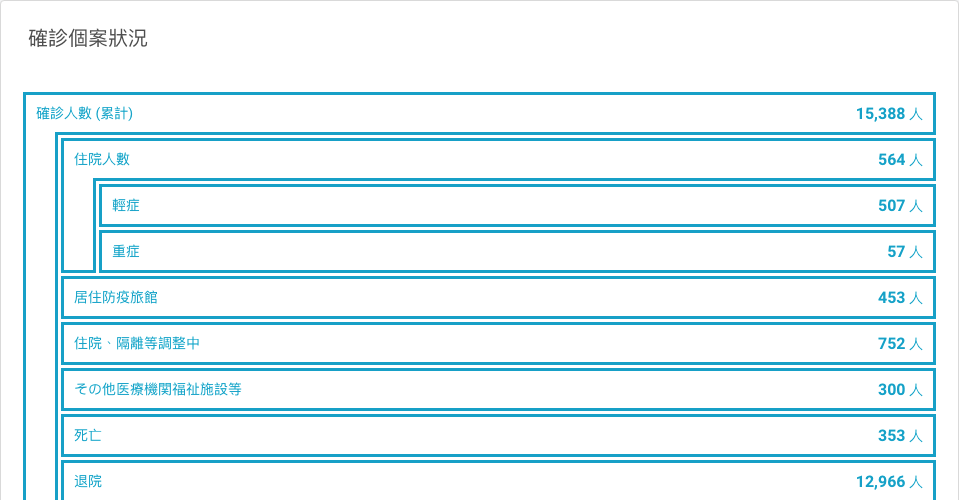 確診個案狀況
確診人數 (累計) 15,388 人
住院人數 564 人
輕症 507 人
重症 57 人
居住防疫旅館 453 人
住院、隔離等調整中 752 人
その他医療機関福祉施設等 300 人
死亡 353 人
退院 12,966 人